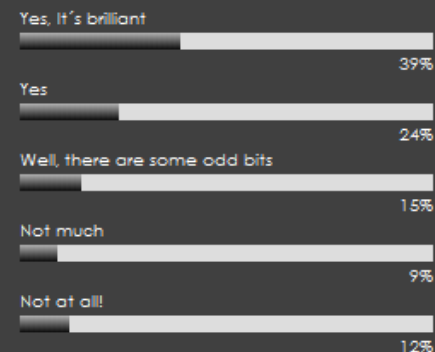 Yes, It´s brilliant
39%
Yes
24%
Well, there are some odd bits
15%
Not much
9%
Not at all!
12%